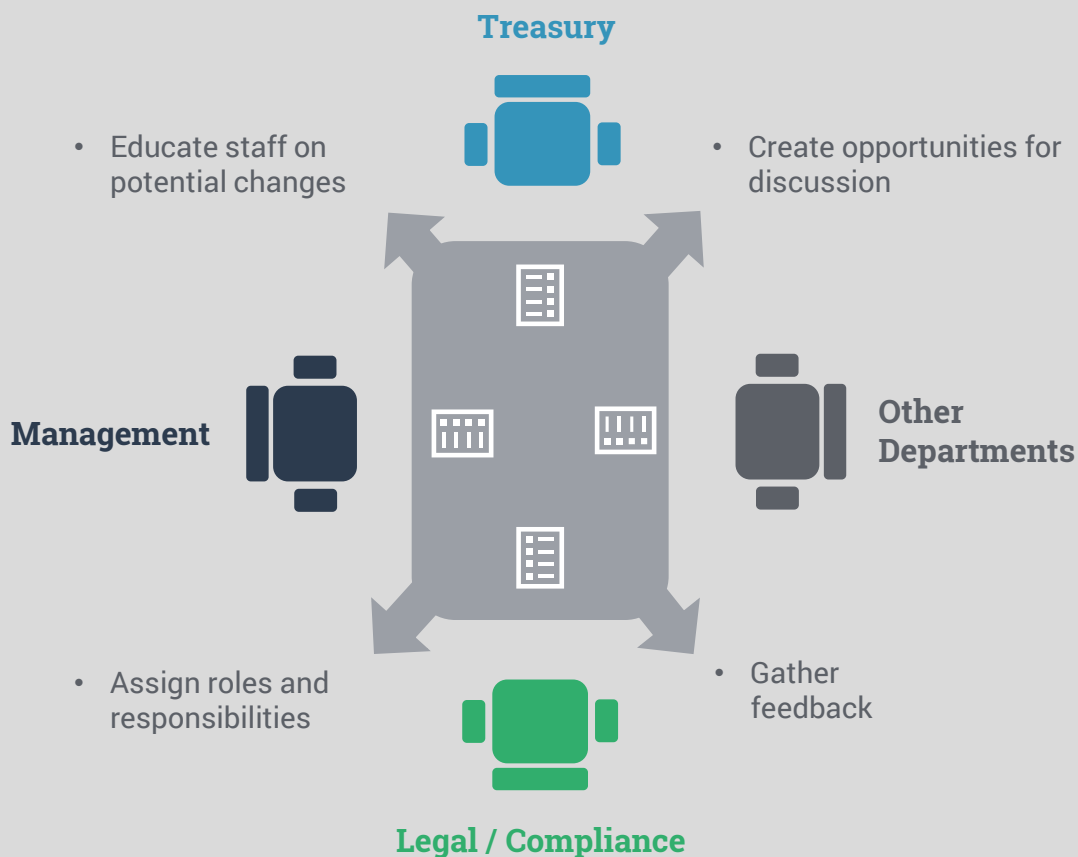 Treasury
• Educate staff on
potential changes
• Create opportunities for
discussion
Management
Other
Departments
• Assign roles and
responsibilities
• Gather
feedback
Legal / Compliance